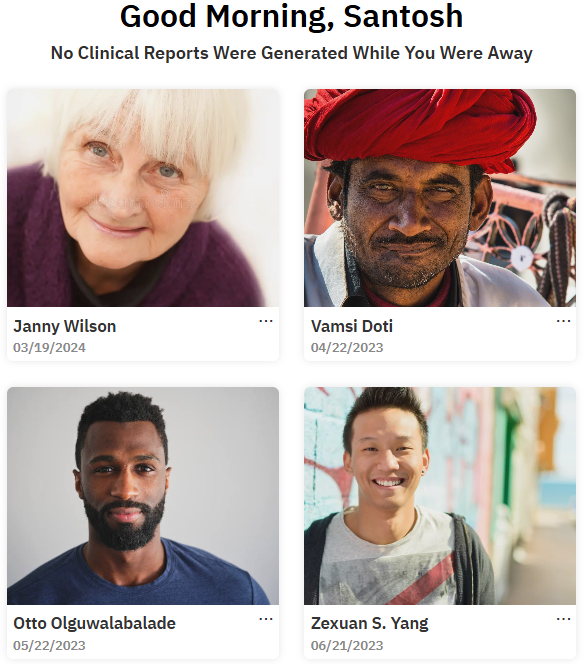 Good Morning, Santosh
No Clinical Reports Were Generated While You Were Away
Janny Wilson
...
03/19/2024
Vamsi Doti
...
04/22/2023
Otto Olguwalabalade
...
05/22/2023
Zexuan S. Yang
...
06/21/2023